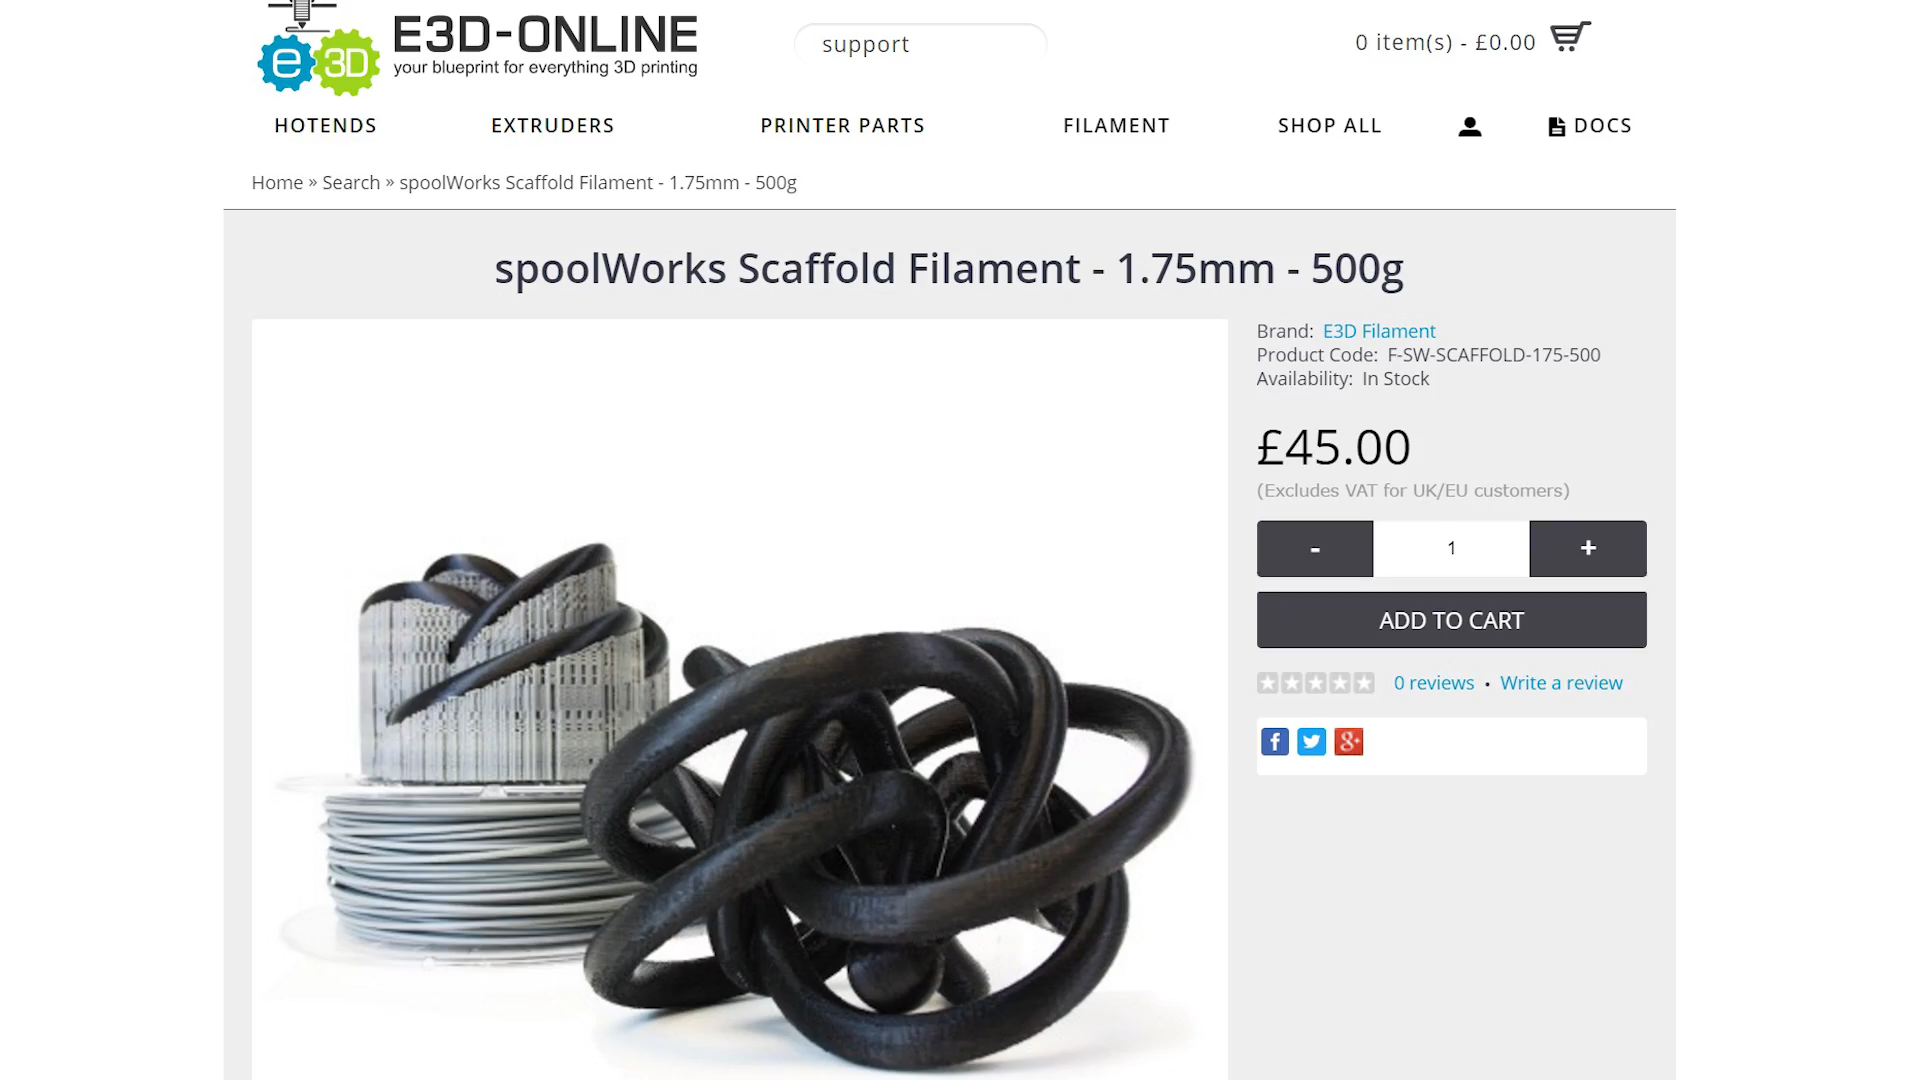 E3D-ONLINE
your blueprint for everything 3D printing
e 3D
support
0 item(s) - £0.00
HOTENDS
EXTRUDERS
PRINTER PARTS
FILAMENT
SHOP ALL
DOCS
Home » Search » spoolWorks Scaffold Filament - 1.75mm - 500g
spoolWorks Scaffold Filament - 1.75mm - 500g
Brand: E3D Filament
Product Code: F-SW-SCAFFOLD-175-500
Availability: In Stock
£45.00
(Excludes VAT for UK/EU customers)
- 1 +
ADD TO CART
0 reviews • Write a review
f
g+